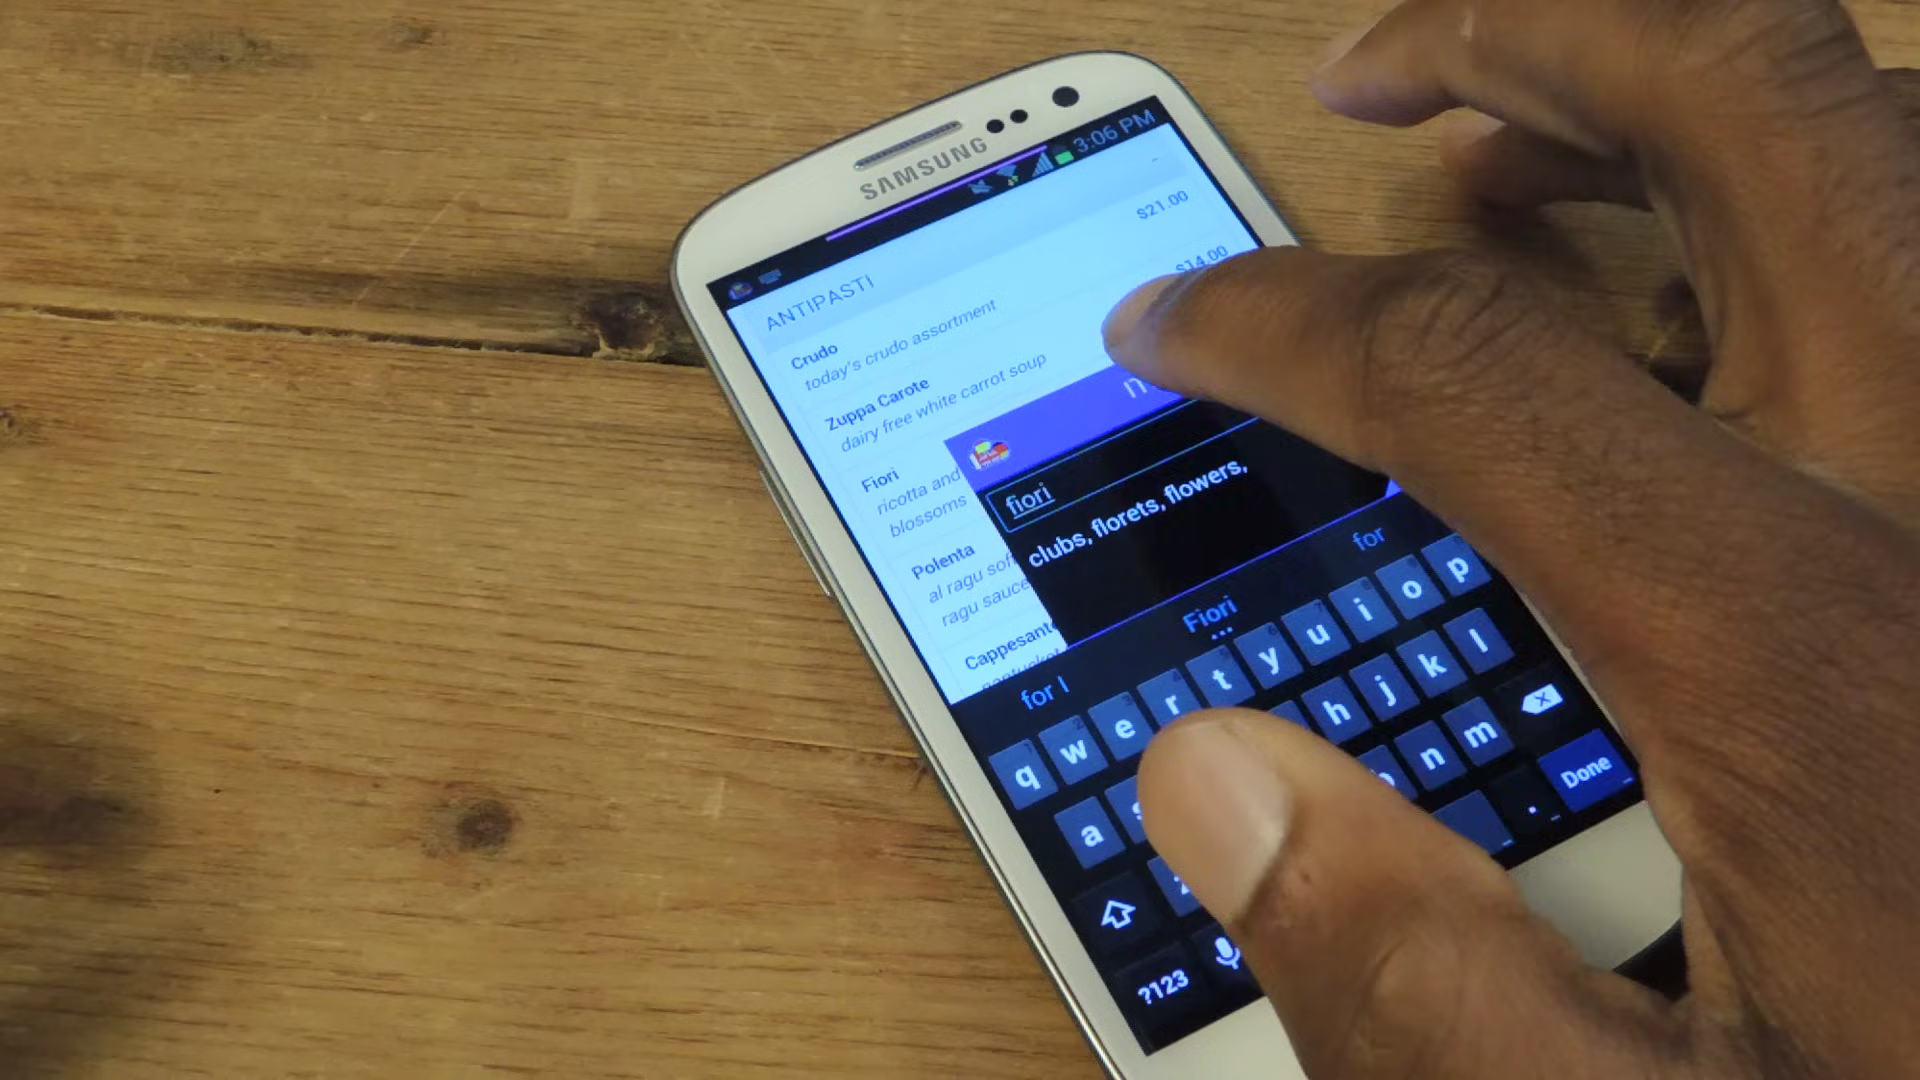 SAMSUNG
3:06 PM
ANTIPASTI
Crudo
$21.00
today's crudo assortment
Zuppa Carote
$14.00
dairy free white carrot soup
Fiori
ricotta and
blossoms
Polenta
al ragu sof
ragu sauce
Cappesant
fiori
clubs, florets, flowers,
for I
Fiori
for
q w e r t y u i o p
a h j k l
n m
Done
?123
.